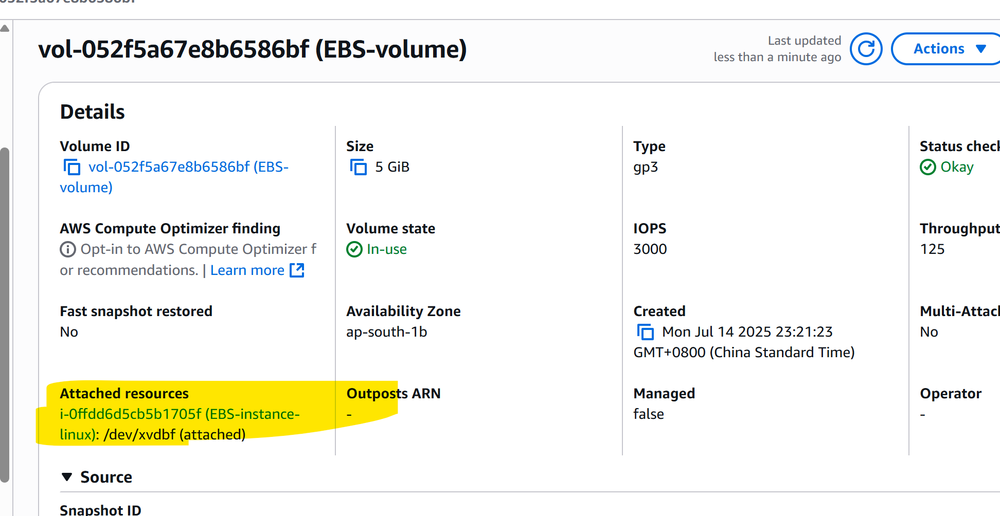 vol-052f5a67e8b6586bf (EBS-volume)
Last updated
less than a minute ago
Actions
Details
Volume ID
vol-052f5a67e8b6586bf (EBS-
volume)
Size
5 GiB
Type
gp3
Status check
Okay
AWS Compute Optimizer finding
Opt-in to AWS Compute Optimizer f
or recommendations. | Learn more
Volume state
In-use
IOPS
3000
Throughput
125
Fast snapshot restored
No
Availability Zone
ap-south-1b
Created
Mon Jul 14 2025 23:21:23
GMT+0800 (China Standard Time)
Multi-Attach
No
Attached resources
i-0ffdd6d5cb5b1705f (EBS-instance-
linux): /dev/xvdbf (attached)
Outposts ARN
-
Managed
false
Operator
-
Source
Snapshot ID